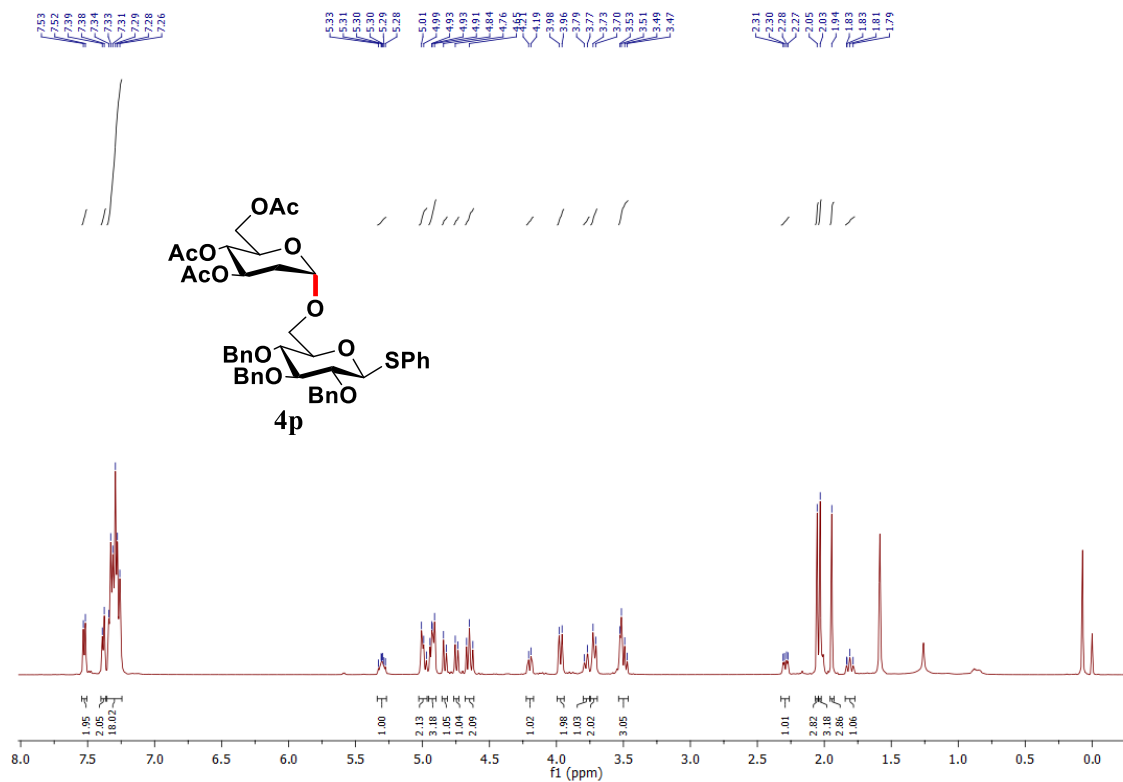 7.53 7.52 7.39 7.38 7.34 7.33 7.31 7.29 7.28 7.26 5.33 5.31 5.30 5.30 5.29 5.28 5.01 4.99 4.93 4.93 4.91 4.84 4.76 4.65 4.21 4.19 3.98 3.96 3.79 3.77 3.73 3.70 3.53 3.51 3.49 3.47 2.31 2.30 2.28 2.27 2.05 2.03 1.94 1.83 1.83 1.81 1.79
OAc
O
AcO
AcO
O
O
SPh
BnO
BnO
BnO
4p
1.95 2.05 18.02 1.00 2.13 3.18 1.05 1.04 2.09 1.02 1.98 1.03 2.02 3.05 1.01 2.82 3.18 2.86 1.06
8.0 7.5 7.0 6.5 6.0 5.5 5.0 4.5 4.0 3.5 3.0 2.5 2.0 1.5 1.0 0.5 0.0
f1 (ppm)